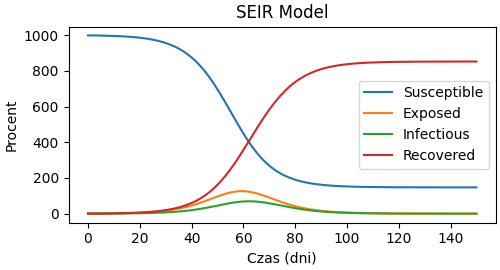 SEIR Model
1000
800
600
400
200
0
Procent
Susceptible
Exposed
Infectious
Recovered
0 20 40 60 80 100 120 140
Czas (dni)